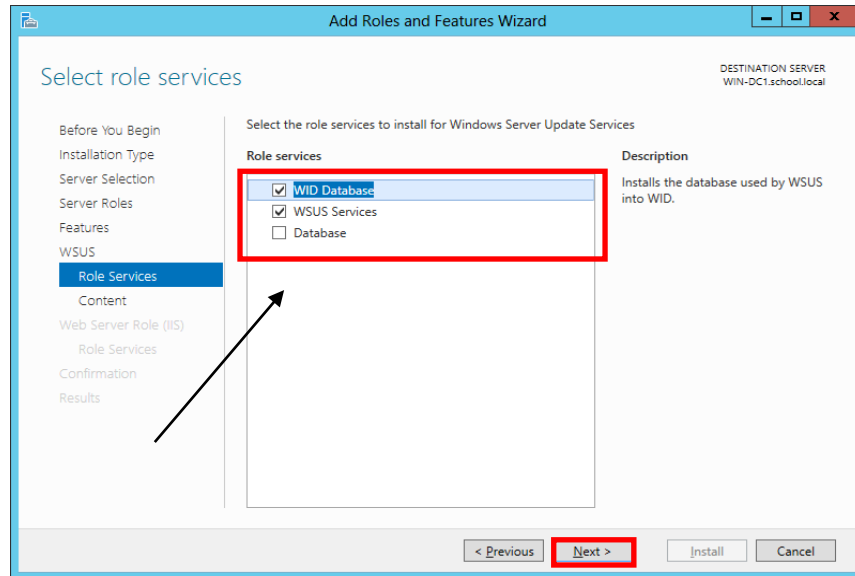 Add Roles and Features Wizard
Select role services
DESTINATION SERVER
WIN-DC1.school.local
Before You Begin
Installation Type
Server Selection
Server Roles
Features
WSUS
Role Services
Content
Web Server Role (IIS)
Role Services
Confirmation
Results
Select the role services to install for Windows Server Update Services
Role services
WID Database
WSUS Services
Database
Description
Installs the database used by WSUS
into WID.
< Previous
Next >
Install
Cancel